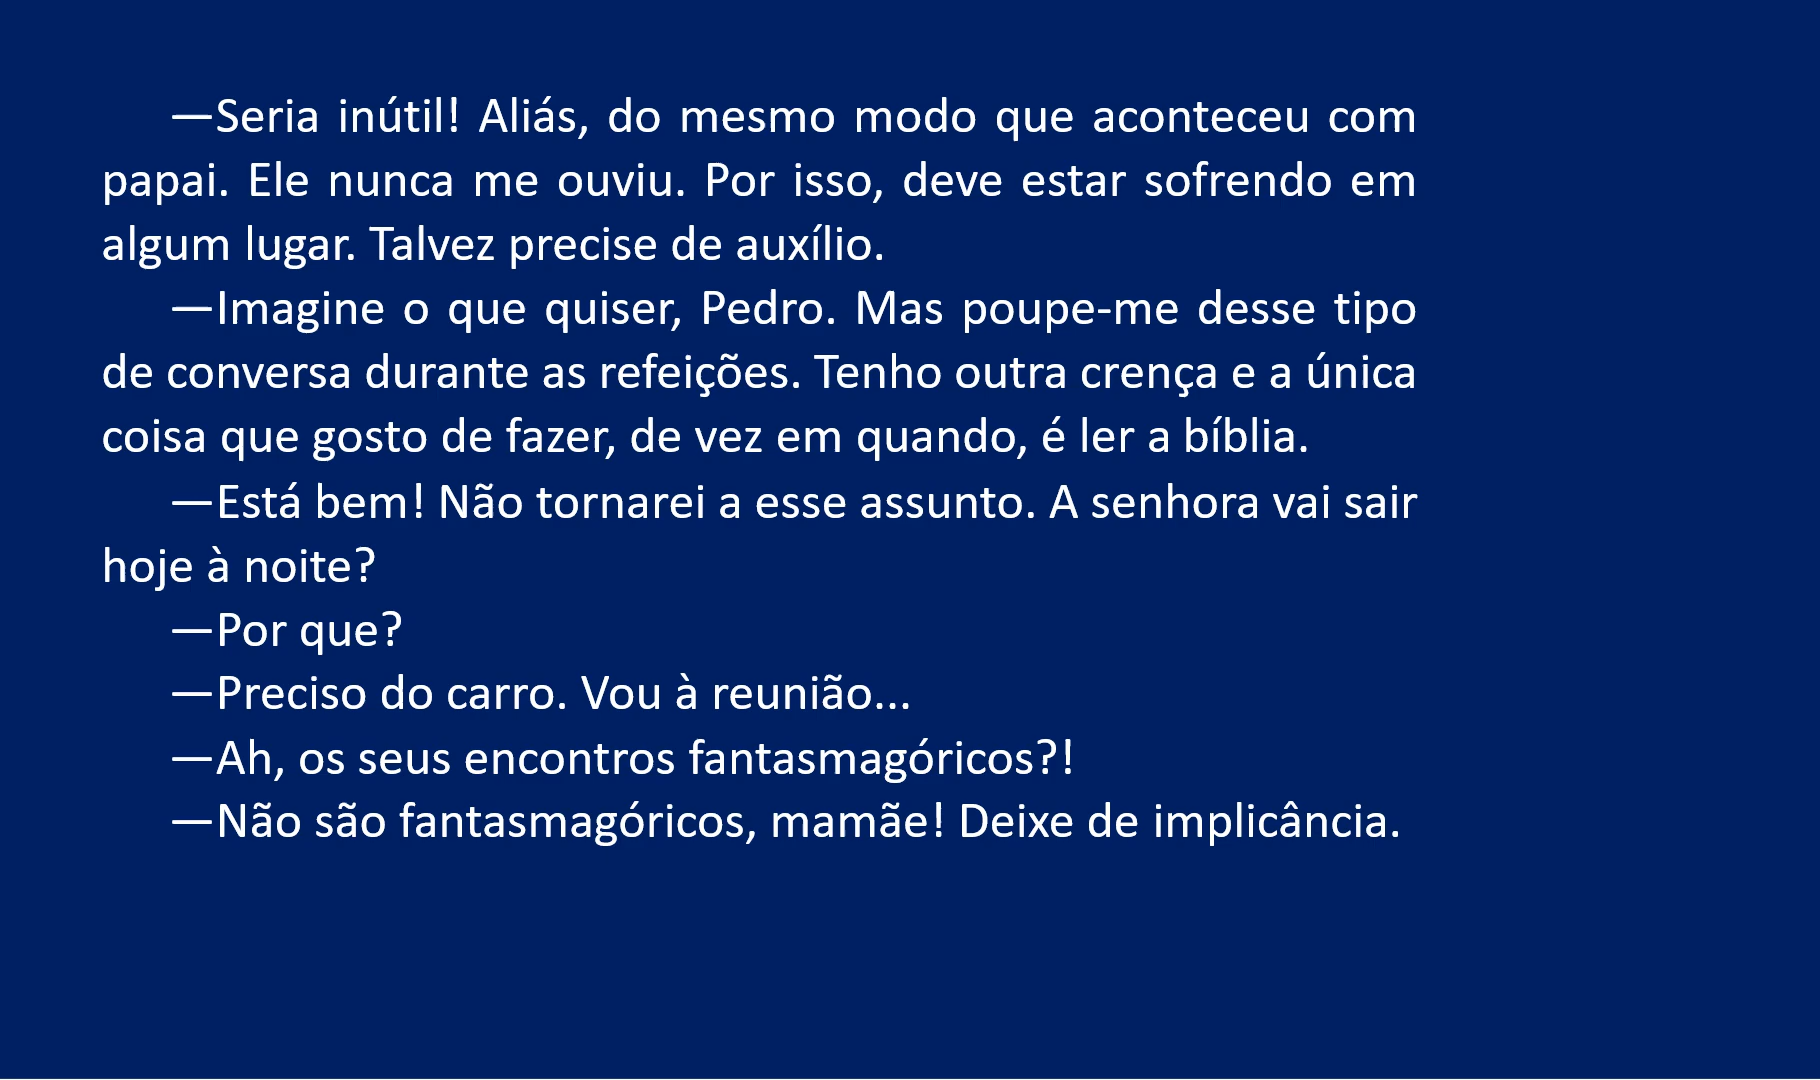 —Seria inútil! Aliás, do mesmo modo que aconteceu com
papai. Ele nunca me ouviu. Por isso, deve estar sofrendo em
algum lugar. Talvez precise de auxílio.
—Imagine o que quiser, Pedro. Mas poupe-me desse tipo
de conversa durante as refeições. Tenho outra crença e a única
coisa que gosto de fazer, de vez em quando, é ler a bíblia.
—Está bem! Não tornarei a esse assunto. A senhora vai sair
hoje à noite?
—Por que?
—Preciso do carro. Vou à reunião...
—Ah, os seus encontros fantasmagóricos?!
—Não são fantasmagóricos, mamãe! Deixe de implicância.